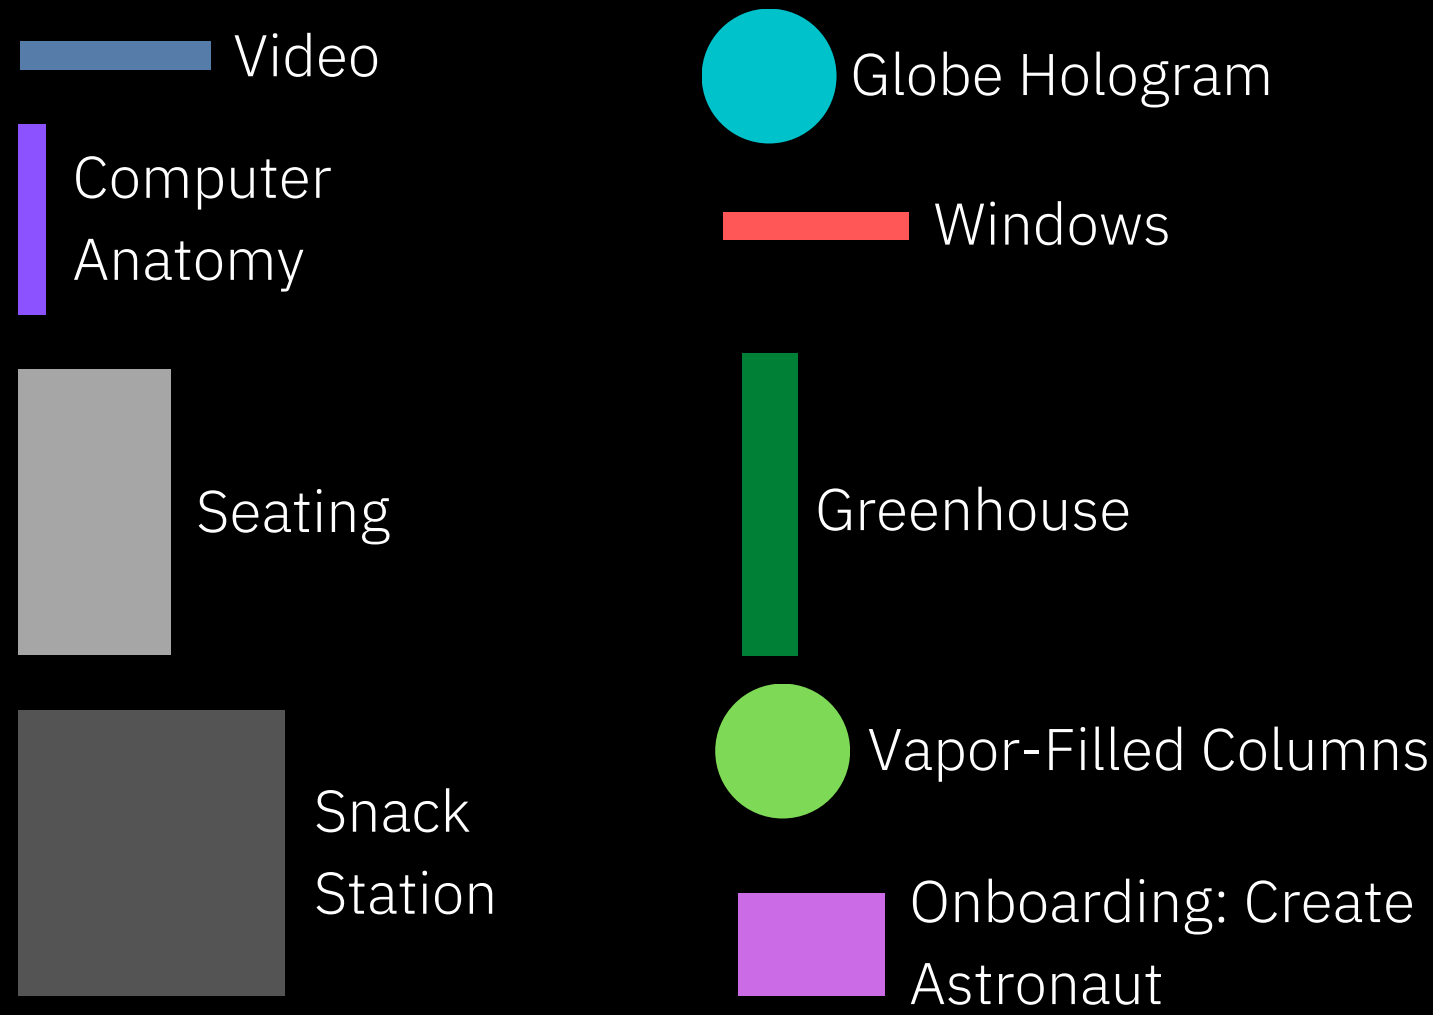 Video
Computer
Anatomy
Seating
Snack
Station
Globe Hologram
Windows
Greenhouse
Vapor-Filled Columns
Onboarding: Create
Astronaut